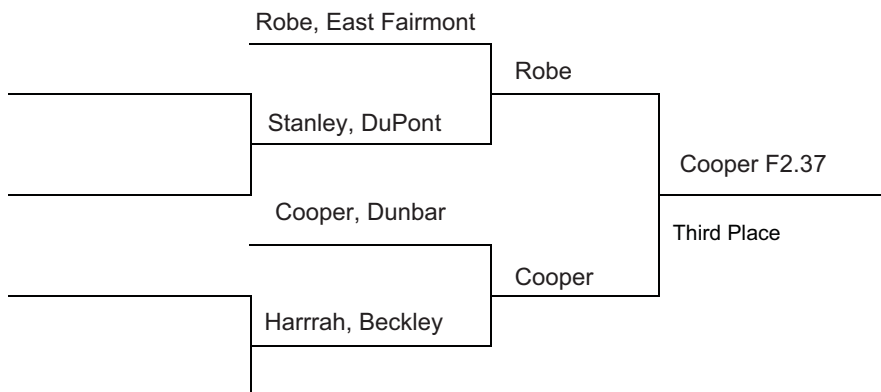 Robe, East Fairmont
Robe
Stanley, DuPont
Cooper F2.37
Cooper, Dunbar
Third Place
Cooper
Harrrah, Beckley